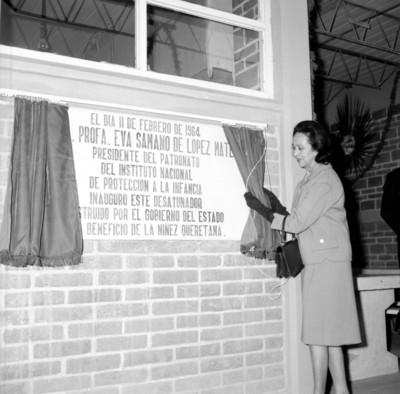 EL DIA 11 DE FEBRERO DE 1964
PROFA. EVA SAMANO DE LOPEZ MATE
PRESIDENTE DEL PATRONATO
DEL INSTITUTO NACIONAL
DE PROTECCION A LA INFANCIA
INAUGURO ESTE DESAYUNADOR
STRUIDO POR EL GOBIERNO DEL ESTADO
BENEFICIO DE LA NIÑEZ QUERETANA.